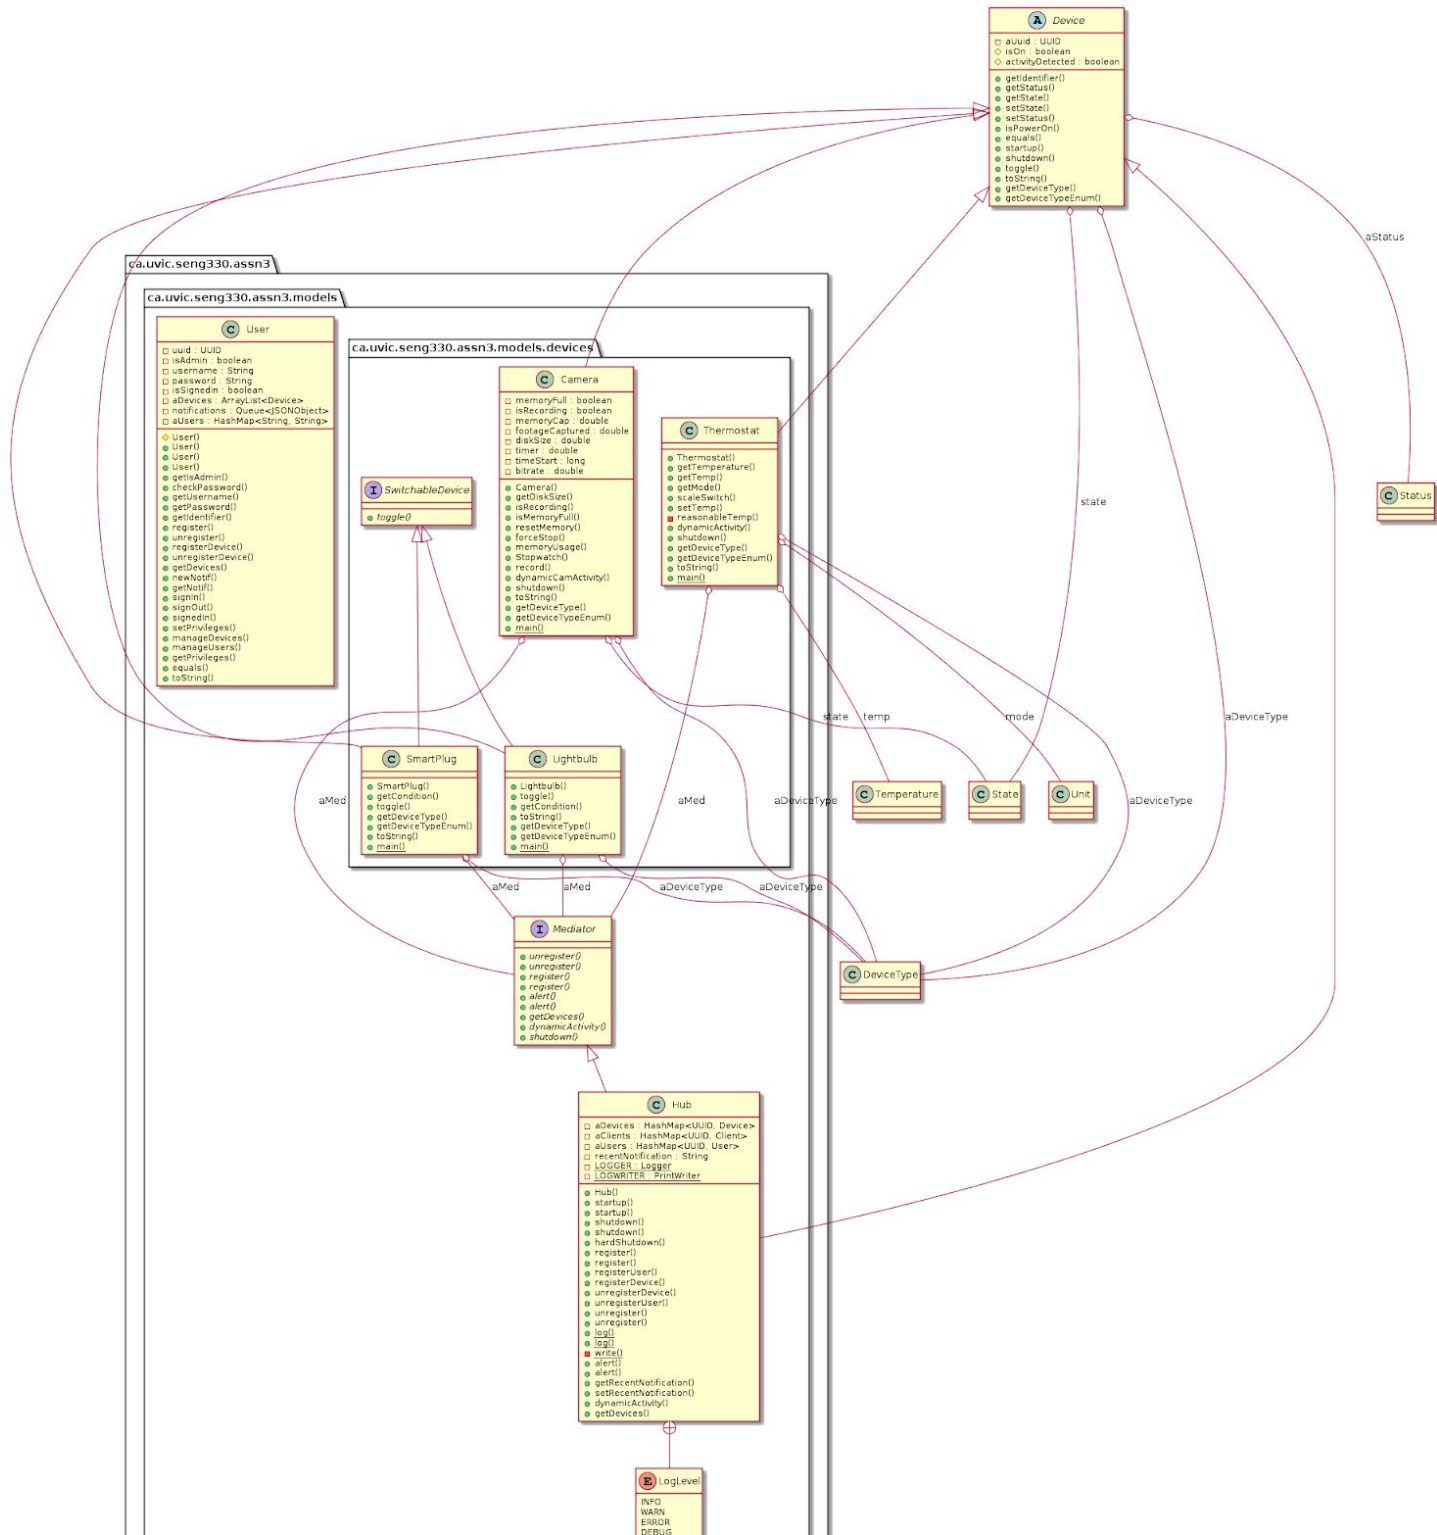 A Device
aUuid : UUID
isOn : boolean
activityDetected : boolean
getIdentifier()
getStatus()
getState()
setState()
setStatus()
isPowerOn()
equals()
startup()
shutdown()
toggle()
toString()
getDeviceType()
getDeviceTypeEnum()
aStatus
ca.uvic.seng330.assn3
ca.uvic.seng330.assn3.models
C User
uuid : UUID
isAdmin : boolean
username : String
password : String
isSignedIn : boolean
aDevices : ArrayList<Device>
notifications : Queue<JSONObject>
aUsers : HashMap<String, String>
User()
User()
User()
User()
getIsAdmin()
checkPassword()
getUsername()
getPassword()
getIdentifier()
register()
unregister()
registerDevice()
unregisterDevice()
getDevices()
newNotif()
getNotif()
signIn()
signOut()
signedIn()
setPrivileges()
manageDevices()
manageUsers()
getPrivileges()
equals()
toString()
ca.uvic.seng330.assn3.models.devices
C Camera
memoryFull : boolean
isRecording : boolean
memoryCap : double
footageCaptured : double
diskSize : double
timer : double
timeStart : long
bitrate : double
Camera()
getDiskSize()
isRecording()
isMemoryFull()
resetMemory()
forceStop()
memoryUsage()
Stopwatch()
record()
dynamicCamActivity()
shutdown()
toString()
getDeviceType()
getDeviceTypeEnum()
main()
C Thermostat
Thermostat()
getTemperature()
getTemp()
getMode()
scaleSwitch()
setTemp()
reasonableTemp()
dynamicActivity()
shutdown()
getDeviceType()
getDeviceTypeEnum()
toString()
main()
I SwitchableDevice
toggle()
C Status
state
state
temp
mode
aDeviceType
C SmartPlug
SmartPlug()
getCondition()
toggle()
getDeviceType()
getDeviceTypeEnum()
toString()
main()
C Lightbulb
Lightbulb()
toggle()
getCondition()
toString()
getDeviceType()
getDeviceTypeEnum()
main()
aMed
aMed
aDeviceType
C Temperature
C State
C Unit
aDeviceType
aMed
aMed
aDeviceType
aDeviceType
I Mediator
unregister()
unregister()
register()
register()
alert()
alert()
getDevices()
dynamicActivity()
shutdown()
C DeviceType
C Hub
aDevices : HashMap<UUID, Device>
aClients : HashMap<UUID, Client>
aUsers : HashMap<UUID, User>
recentNotification : String
LOGGER : Logger
LOGWRITER : PrintWriter
Hub()
startup()
startup()
shutdown()
shutdown()
hardShutdown()
register()
register()
registerUser()
registerDevice()
unregisterDevice()
unregisterUser()
unregister()
unregister()
log()
log()
write()
alert()
alert()
getRecentNotification()
setRecentNotification()
dynamicActivity()
getDevices()
E LogLevel
INFO
WARN
ERROR
DEBUG